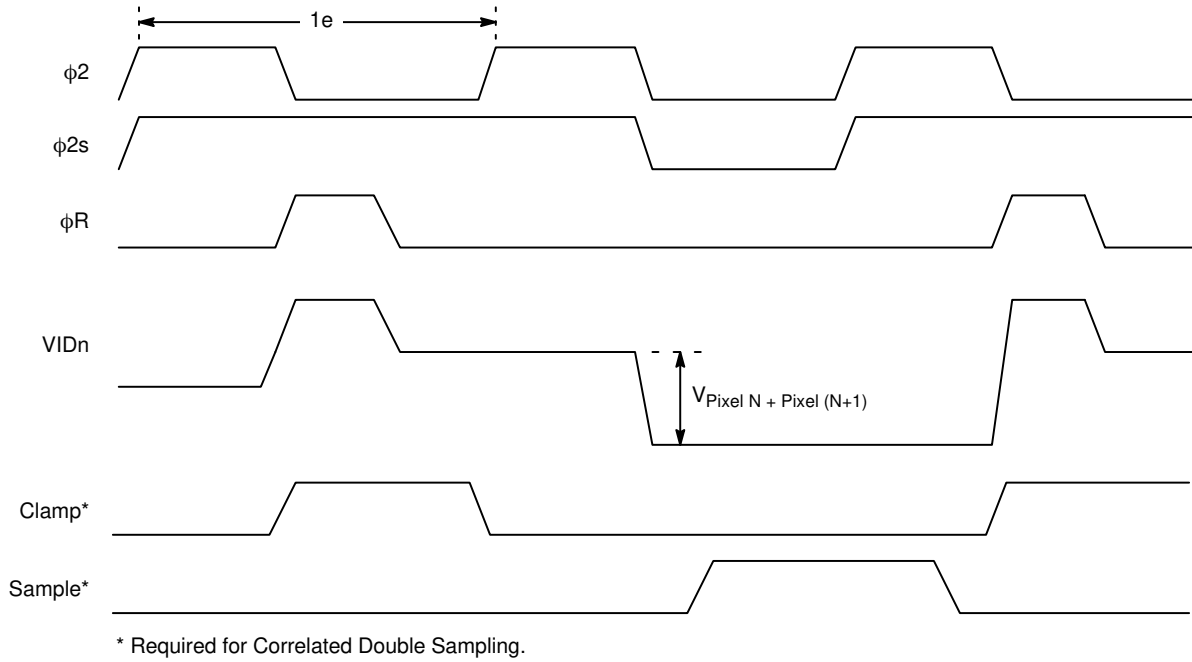 1e
ϕ2
ϕ2s
ϕR
VIDn
VPixel N + Pixel (N+1)
Clamp*
Sample*
* Required for Correlated Double Sampling.